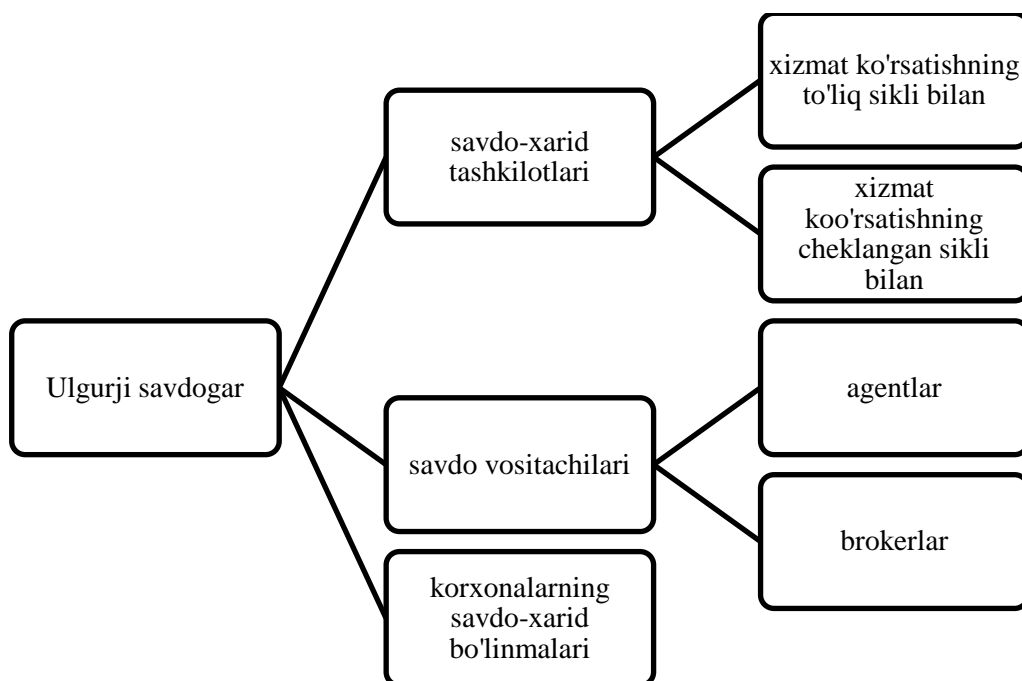 Ulgurji savdogar
savdo-xarid
tashkilotlari
xizmat ko'rsatishning
to'liq sikli bilan
xizmat
koo'rsatishning
cheklangan sikli
bilan
savdo vositachilari
agentlar
brokerlar
korxonalarning
savdo-xarid
bo'linmalari